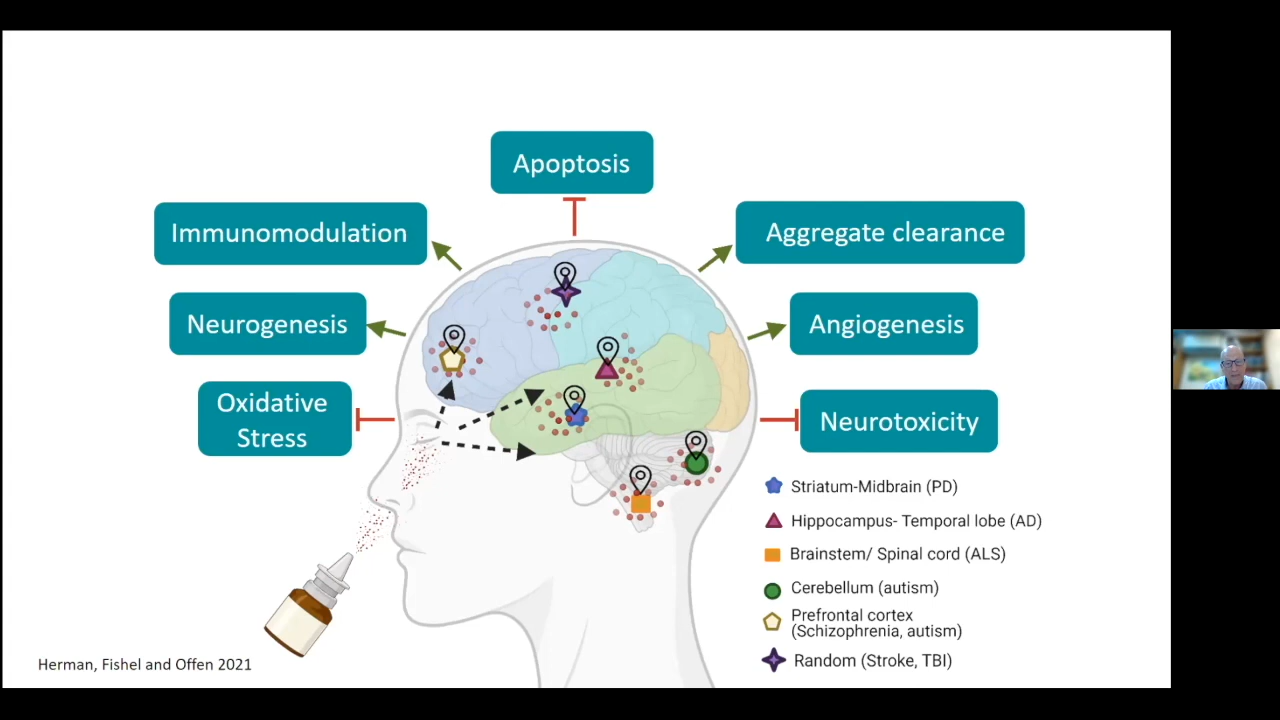 Apoptosis
Immunomodulation
Aggregate clearance
Neurogenesis
Angiogenesis
Oxidative
Stress
Neurotoxicity
Striatum-Midbrain (PD)
Hippocampus- Temporal lobe (AD)
Brainstem/ Spinal cord (ALS)
Cerebellum (autism)
Prefrontal cortex
(Schizophrenia, autism)
Random (Stroke, TBI)
Herman, Fishel and Offen 2021